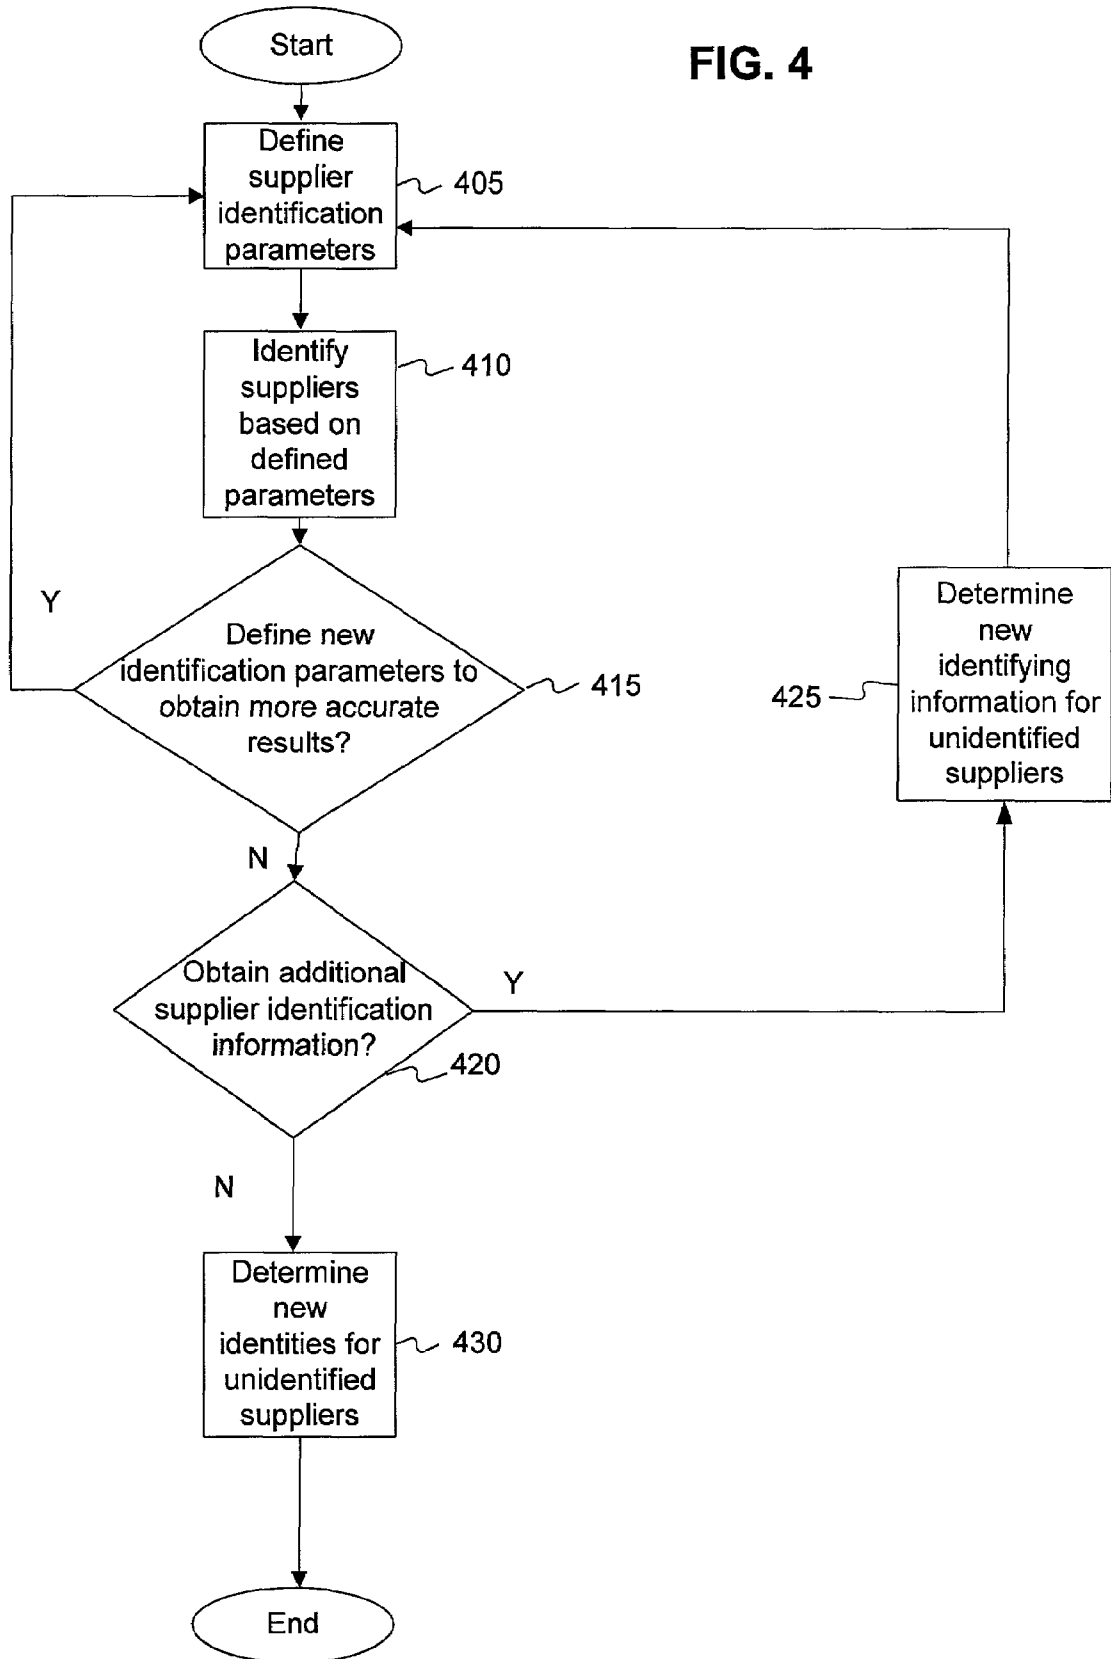 Start
FIG. 4
Define
supplier
identification
parameters
405
Identify
suppliers
based on
defined
parameters
410
Y
Define new
identification parameters to
obtain more accurate
results?
415
Determine
new
identifying
information for
unidentified
suppliers
425
N
Obtain additional
supplier identification
information?
Y
420
N
Determine
new
identities for
unidentified
suppliers
430
End